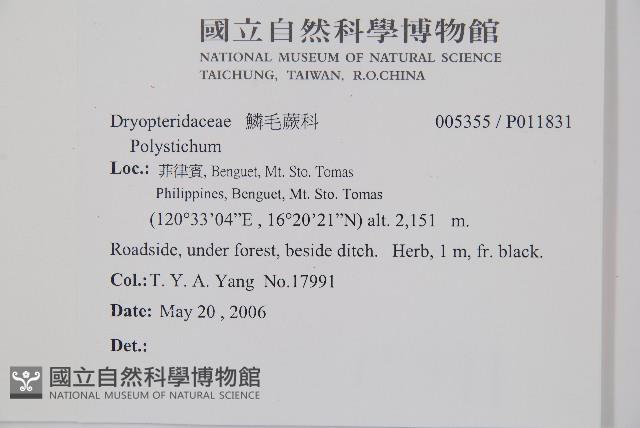 國立自然科學博物館
NATIONAL MUSEUM OF NATURAL SCIENCE
TAICHUNG, TAIWAN, R.O.CHINA
Dryopteridaceae 鱗毛蕨科 005355 / P011831
Polystichum
Loc.: 菲律賓, Benguet, Mt. Sto. Tomas
Philippines, Benguet, Mt. Sto. Tomas
(120°33’04”E , 16°20’21”N) alt. 2,151 m.
Roadside, under forest, beside ditch. Herb, 1 m, fr. black.
Col.: T. Y. A. Yang No.17991
Date: May 20 , 2006
Det.:
國立自然科學博物館
NATIONAL MUSEUM OF NATURAL SCIENCE